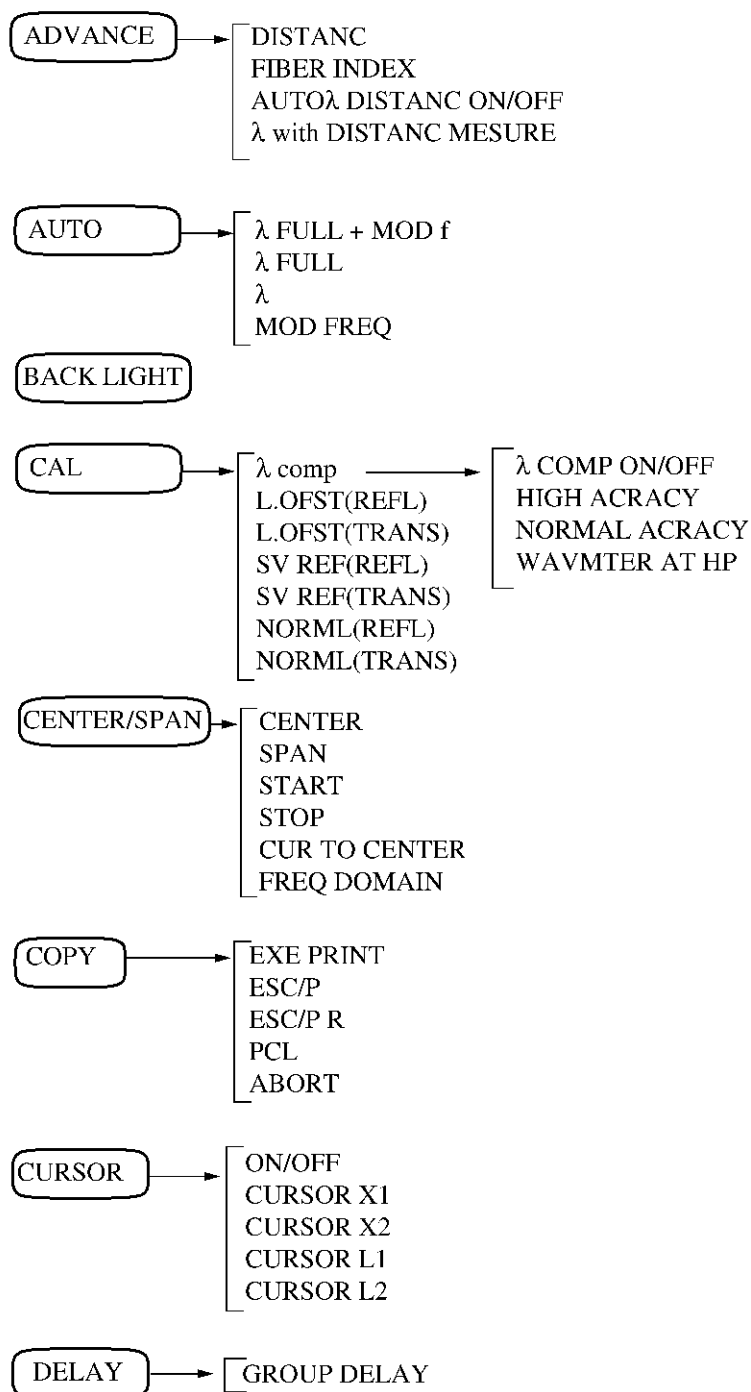 ADVANCE
DISTANC
FIBER INDEX
AUTOλ DISTANC ON/OFF
λ with DISTANC MESURE
AUTO
λ FULL + MOD f
λ FULL
λ
MOD FREQ
BACK LIGHT
CAL
λ comp
L.OFST(REFL)
L.OFST(TRANS)
SV REF(REFL)
SV REF(TRANS)
NORML(REFL)
NORML(TRANS)
λ COMP ON/OFF
HIGH ACRACY
NORMAL ACRACY
WAVMTER AT HP
CENTER/SPAN
CENTER
SPAN
START
STOP
CUR TO CENTER
FREQ DOMAIN
COPY
EXE PRINT
ESC/P
ESC/P R
PCL
ABORT
CURSOR
ON/OFF
CURSOR X1
CURSOR X2
CURSOR L1
CURSOR L2
DELAY
GROUP DELAY